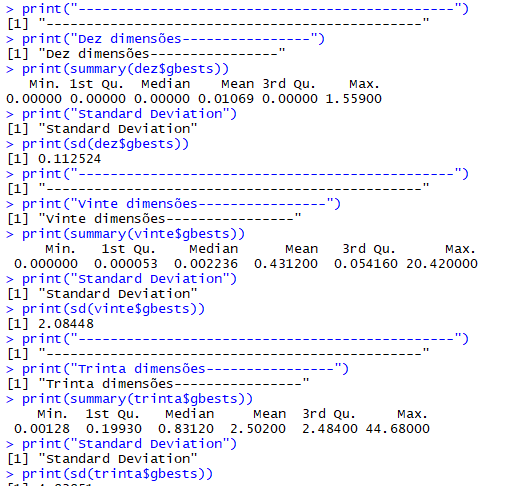 > print("-----------------------------------------------")
[1] "-----------------------------------------------"
> print("Dez dimensões----------------")
[1] "Dez dimensões----------------"
> print(summary(dez$gbests))
   Min. 1st Qu.  Median    Mean 3rd Qu.    Max.
0.00000 0.00000 0.00000 0.01069 0.00000 1.55900
> print("Standard Deviation")
[1] "Standard Deviation"
> print(sd(dez$gbests))
[1] 0.112524
> print("-----------------------------------------------")
[1] "-----------------------------------------------"
> print("Vinte dimensões----------------")
[1] "Vinte dimensões----------------"
> print(summary(vinte$gbests))
     Min.   1st Qu.    Median      Mean   3rd Qu.      Max.
 0.000000  0.000053  0.002236  0.431200  0.054160 20.420000
> print("Standard Deviation")
[1] "Standard Deviation"
> print(sd(vinte$gbests))
[1] 2.08448
> print("-----------------------------------------------")
[1] "-----------------------------------------------"
> print("Trinta dimensões----------------")
[1] "Trinta dimensões----------------"
> print(summary(trinta$gbests))
    Min.  1st Qu.   Median     Mean  3rd Qu.     Max.
 0.00128  0.19930  0.83120  2.50200  2.48400 44.68000
> print("Standard Deviation")
[1] "Standard Deviation"
> print(sd(trinta$gbests))
[1]